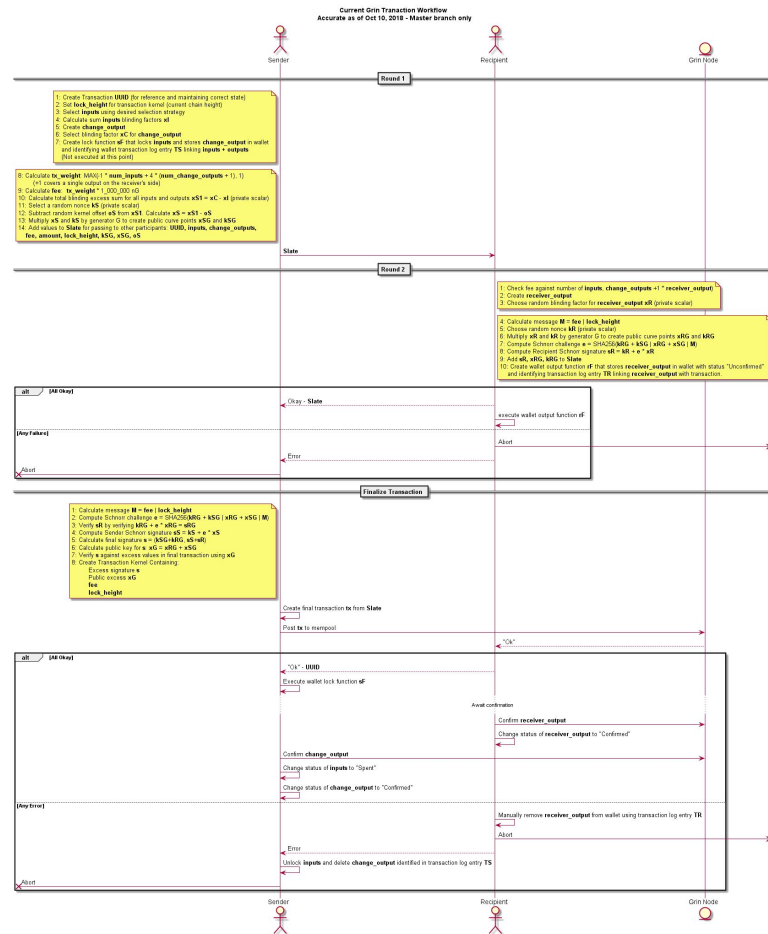 Current Grin Tranaction Workflow
Accurate as of Oct 10, 2018 - Master branch only
Sender
Recipient
Grin Node
Round 1
1: Create Transaction UUID (for reference and maintaining correct state)
2: Set lock_height for transaction kernel (current chain height)
3: Select inputs using desired selection strategy
4: Calculate sum inputs blinding factors xI
5: Create change_output
6: Select blinding factor xC for change_output
7: Create lock function sF that locks inputs and stores change_output in wallet
and identifying wallet transaction log entry TS linking inputs + outputs
(Not executed at this point)
8: Calculate tx_weight: MAX(-1 * num_inputs + 4 * (num_change_outputs + 1), 1)
(+1 covers a single output on the receiver's side)
9: Calculate fee: tx_weight * 1_000_000 nG
10: Calculate total blinding excess sum for all inputs and outputs xS1 = xC - xI (private scalar)
11: Select a random nonce kS (private scalar)
12: Subtract random kernel offset oS from xS1. Calculate xS = xS1 - oS
13: Multiply xS and kS by generator G to create public curve points xSG and kSG
14: Add values to Slate for passing to other participants: UUID, inputs, change_outputs,
fee, amount, lock_height, kSG, xSG, oS
Slate
Round 2
1: Check fee against number of inputs, change_outputs +1 * receiver_output)
2: Create receiver_output
3: Choose random blinding factor for receiver_output xR (private scalar)
4: Calculate message M = fee | lock_height
5: Choose random nonce kR (private scalar)
6: Multiply xR and kR by generator G to create public curve points xRG and kRG
7: Compute Schnorr challenge e = SHA256(kRG + kSG | xRG + xSG | M)
8: Compute Recipient Schnorr signature sR = kR + e * xR
9: Add sR, xRG, kRG to Slate
10: Create wallet output function rF that stores receiver_output in wallet with status "Unconfirmed"
and identifying transaction log entry TR linking receiver_output with transaction.
alt [All Okay]
Okay - Slate
execute wallet output function rF
[Any Failure]
Abort
Error
Abort
Finalize Transaction
1: Calculate message M = fee | lock_height
2: Compute Schnorr challenge e = SHA256(kRG + kSG | xRG + xSG | M)
3: Verify sR by verifying kRG + e * xRG = sRG
4: Compute Sender Schnorr signature sS = kS + e * xS
5: Calculate final signature s = (kSG+kRG, sS+sR)
6: Calculate public key for s: xG = xRG + xSG
7: Verify s against excess values in final transaction using xG
8: Create Transaction Kernel Containing:
Excess signature s
Public excess xG
fee
lock_height
Create final transaction tx from Slate
Post tx to mempool
"Ok"
alt [All Okay]
"Ok" - UUID
Execute wallet lock function sF
Await confirmation
Confirm receiver_output
Change status of receiver_output to "Confirmed"
Confirm change_output
Change status of inputs to "Spent"
Change status of change_output to "Confirmed"
[Any Error]
Manually remove receiver_output from wallet using transaction log entry TR
Abort
Error
Unlock inputs and delete change_output identified in transaction log entry TS
Abort
Sender
Recipient
Grin Node